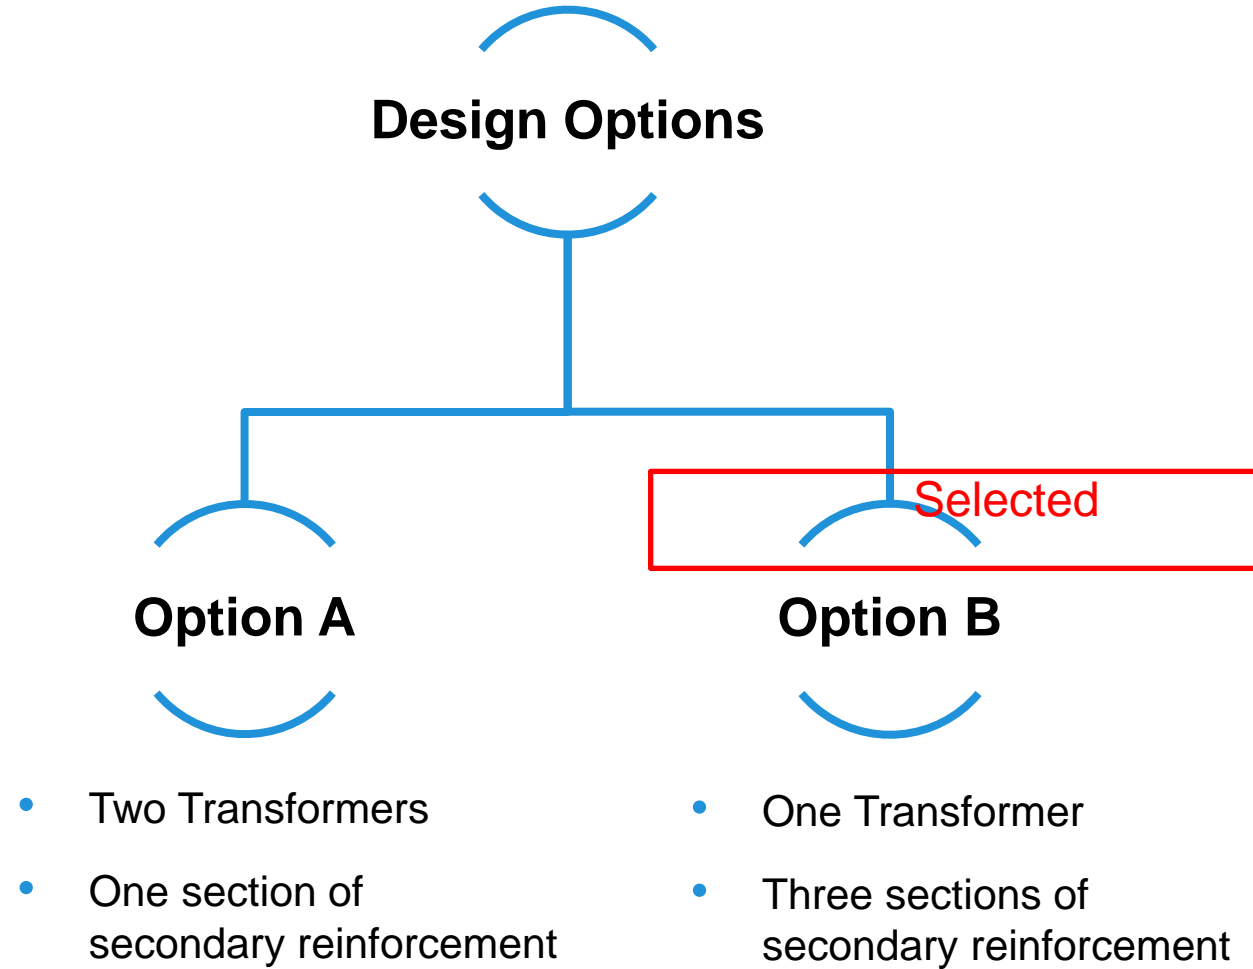 Design Options
Selected
Option A
Option B
• Two Transformers
• One section of
secondary reinforcement
• One Transformer
• Three sections of
secondary reinforcement